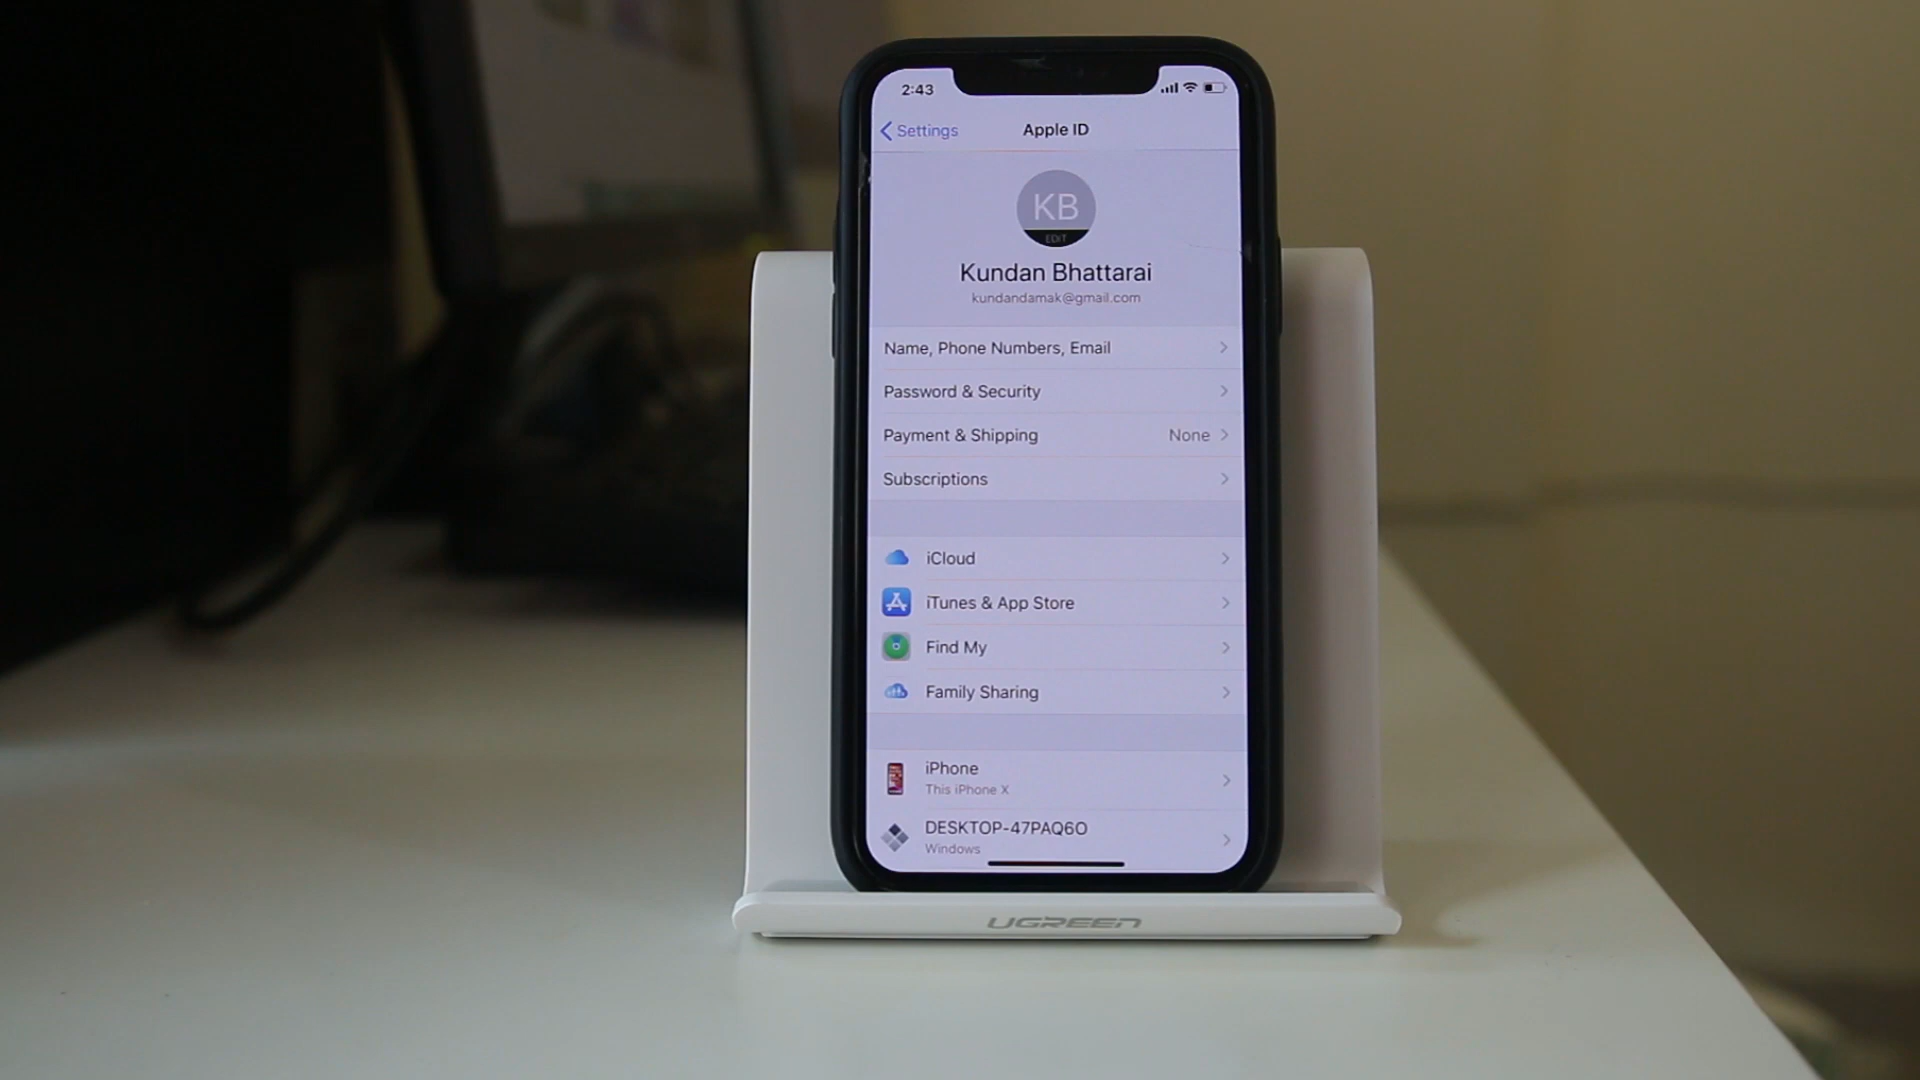 2:43
Settings
Apple ID
KB
EDIT
Kundan Bhattarai
kundandamak@gmail.com
Name, Phone Numbers, Email
Password & Security
Payment & Shipping None
Subscriptions
iCloud
iTunes & App Store
Find My
Family Sharing
iPhone
This iPhone X
DESKTOP-47PAQ6O
Windows
UGREEN